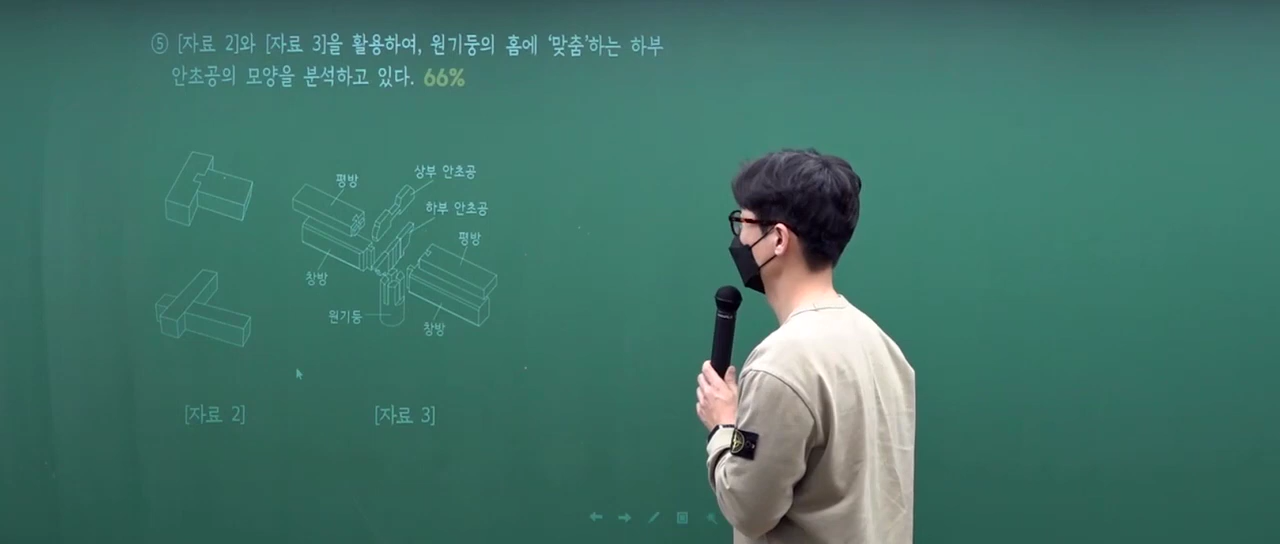 ⑤ [자료 2]와 [자료 3]을 활용하여, 원기둥의 홈에 ‘맞춤’하는 하부
안초공의 모양을 분석하고 있다. 66%
상부 안초공
평방
하부 안초공
평방
창방
원기둥
창방
[자료 2]
[자료 3]